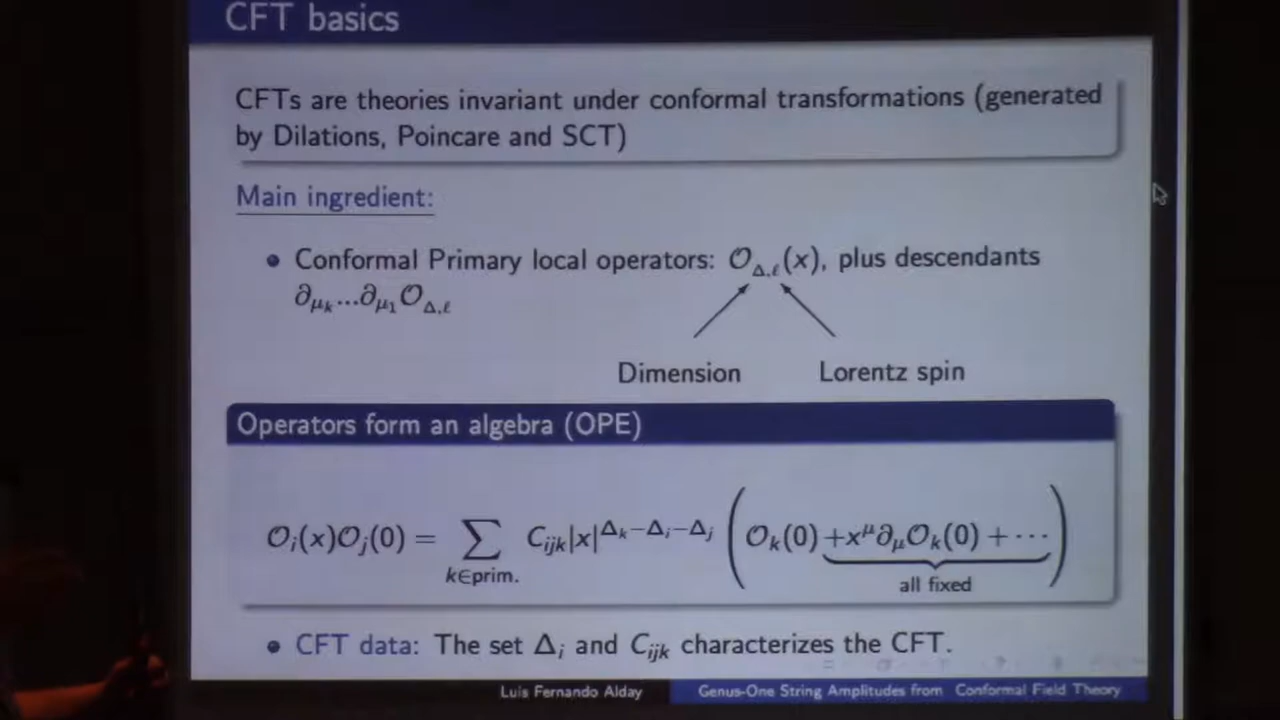 CFT basics
CFTs are theories invariant under conformal transformations (generated
by Dilations, Poincare and SCT)
Main ingredient:
• Conformal Primary local operators: 𝒪_{Δ,ℓ}(x), plus descendants
∂_{μ_k}...∂_{μ_1}𝒪_{Δ,ℓ}
Dimension Lorentz spin
Operators form an algebra (OPE)
𝒪_i(x)𝒪_j(0) = ∑_{k∈prim.} C_{ijk}|x|^{Δ_k−Δ_i−Δ_j} (𝒪_k(0) +x^μ∂_μ𝒪_k(0) + ⋯)
all fixed
• CFT data: The set Δ_i and C_{ijk} characterizes the CFT.
Luis Fernando Alday Genus-One String Amplitudes from Conformal Field Theory